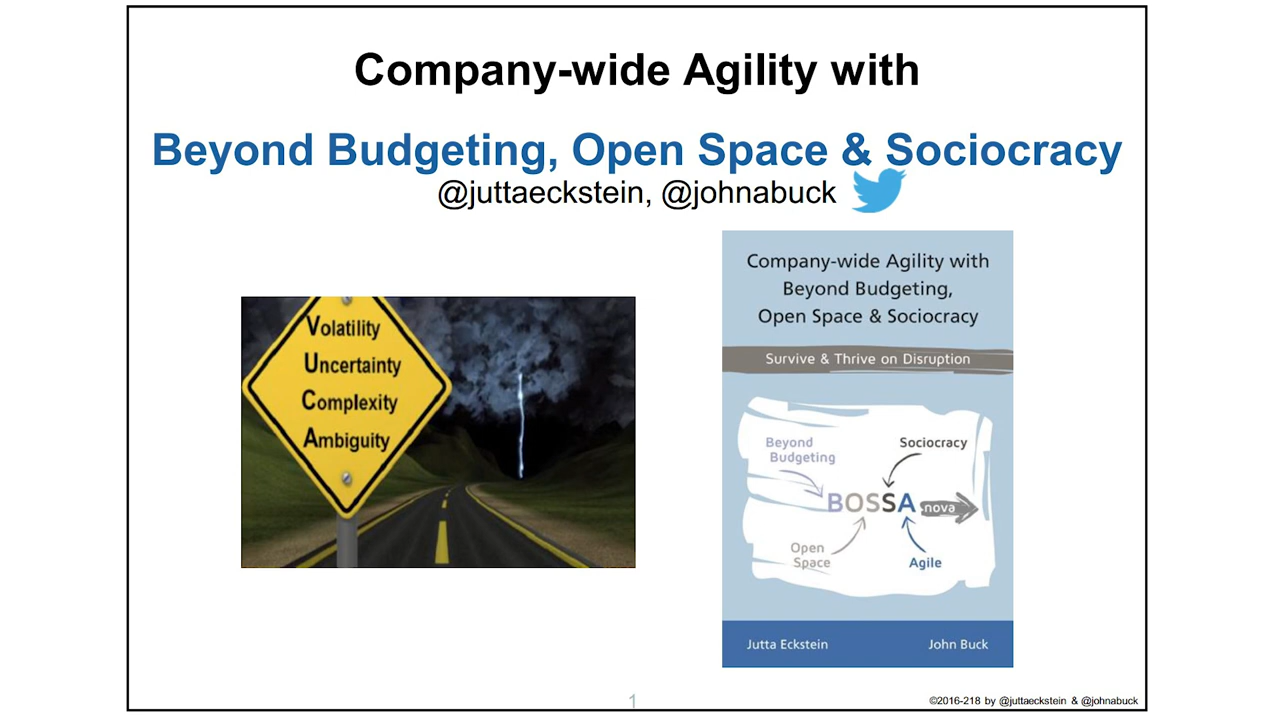 Company-wide Agility with
Beyond Budgeting, Open Space & Sociocracy
@juttaeckstein, @johnabuck
Volatility
Uncertainty
Complexity
Ambiguity
Company-wide Agility with
Beyond Budgeting,
Open Space & Sociocracy
Survive & Thrive on Disruption
Beyond
Budgeting
Sociocracy
BOSSA nova
Open
Space
Agile
Jutta Eckstein
John Buck
1
©2016-218 by @juttaeckstein & @johnabuck